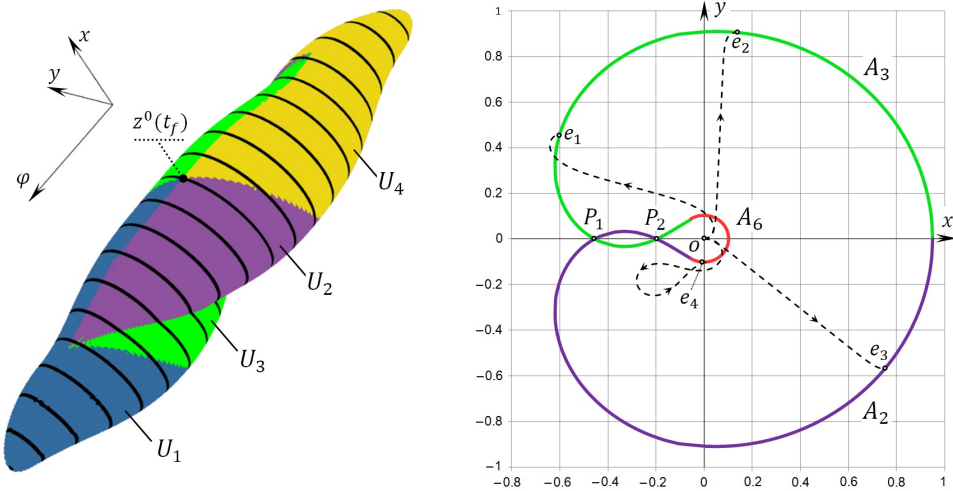 x
y
φ
z⁰(t_f)
U₄
U₂
U₃
U₁
1
y
0.8
0.6
0.4
0.2
0
−0.2
−0.4
−0.6
−0.8
−1
−0.8 −0.6 −0.4 −0.2 0 0.2 0.4 0.6 0.8 1
e₂
A₃
e₁
P₁ P₂ A₆
o
x
e₄
e₃
A₂